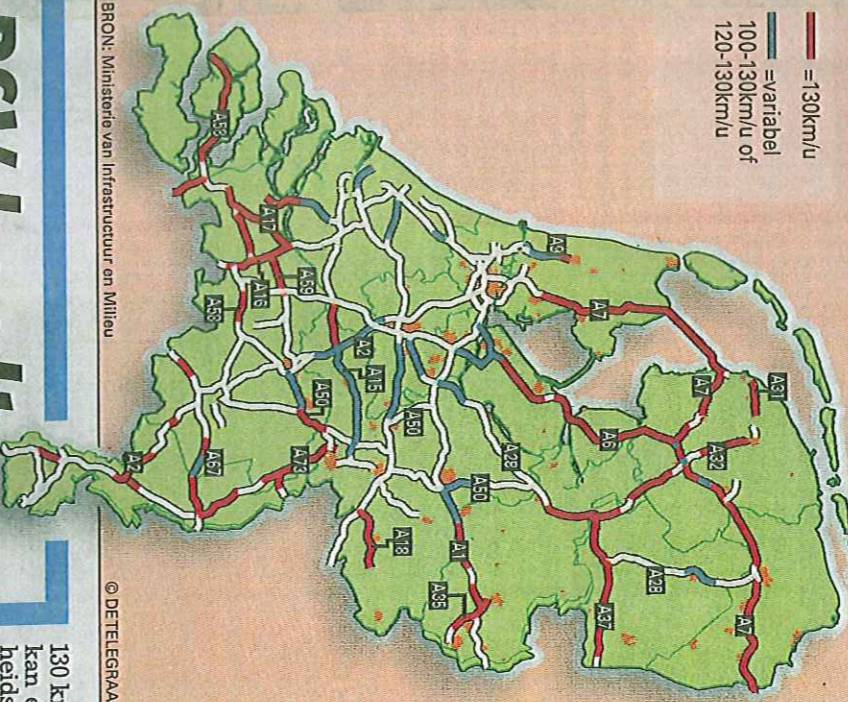 =130km/u
=variabel
100-130km/u of
120-130km/u
A31
A7
A7
A32
A9
A6
A7
A28
A28
A50
A37
A1
A35
A18
A50
A2
A15
A50
A59
A16
A17
A58
A58
A73
A67
A2
BRON: Ministerie van Infrastructuur en Milieu
© DETELEGRAA
130 k
kan e
heids